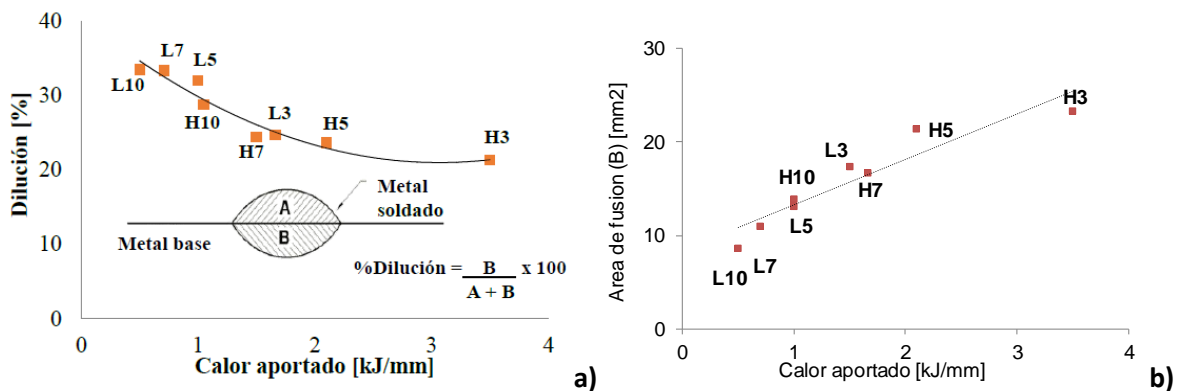 Dilución [%]
40
30
20
10
0
L10
L7
L5
H10
H7
L3
H5
H3
A
B
Metal
soldado
Metal base
%Dilución = B x 100
A + B
0 1 2 3 4
Calor aportado [kJ/mm]
a)
Area de fusion (B) [mm2]
30
20
10
0
L10
L7
H10
L5
L3
H7
H5
H3
0 1 2 3 4
Calor aportado [kJ/mm]
b)